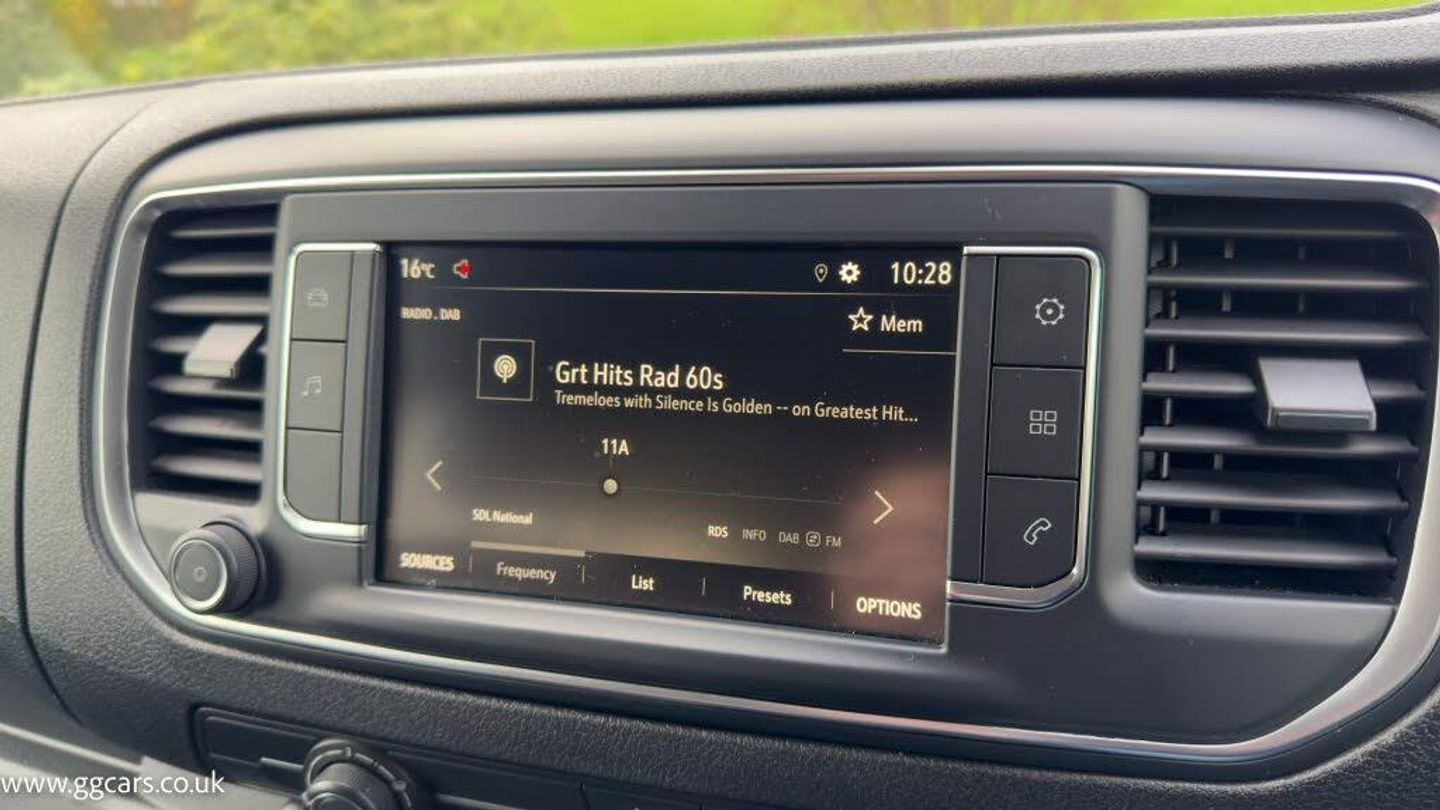 16°C
10:28
RADIO . DAB
Mem
Grt Hits Rad 60s
Tremeloes with Silence Is Golden -- on Greatest Hit...
11A
SDL National
RDS INFO DAB FM
SOURCES Frequency List Presets OPTIONS
www.ggcars.co.uk